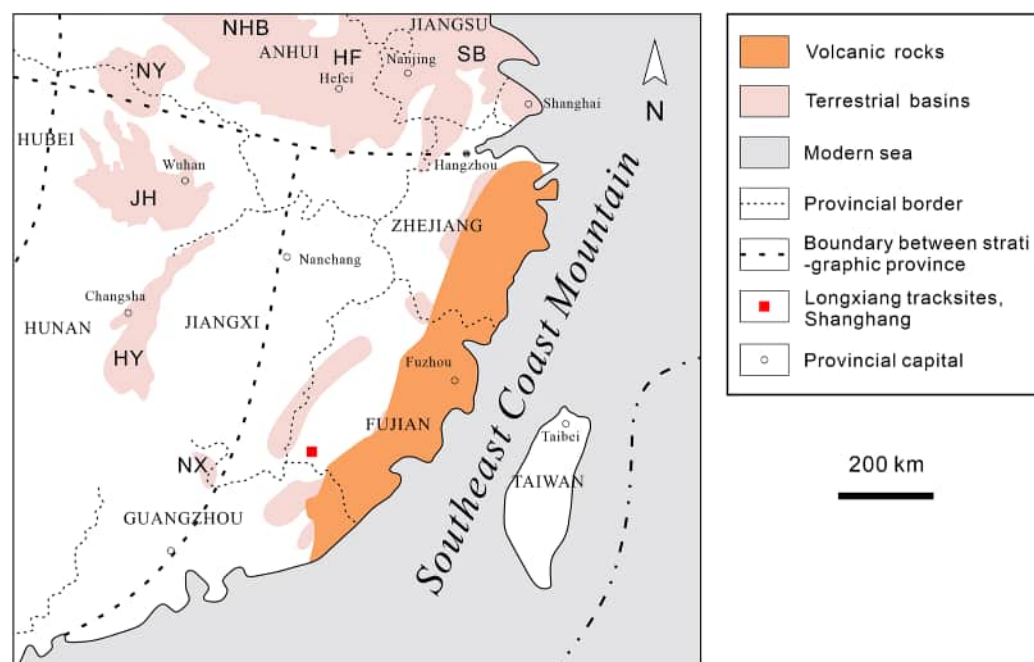 NHB
JIANGSU
ANHUI
HF
Nanjing
SB
NY
Hefei
Shanghai
N
HUBEI
Wuhan
Hangzhou
JH
ZHEJIANG
Nanchang
Changsha
HUNAN
JIANGXI
HY
Fuzhou
FUJIAN
Southeast Coast Mountain
Taibei
NX
TAIWAN
GUANGZHOU
Volcanic rocks
Terrestrial basins
Modern sea
Provincial border
Boundary between strati
-graphic province
Longxiang tracksites,
Shanghang
Provincial capital
200 km